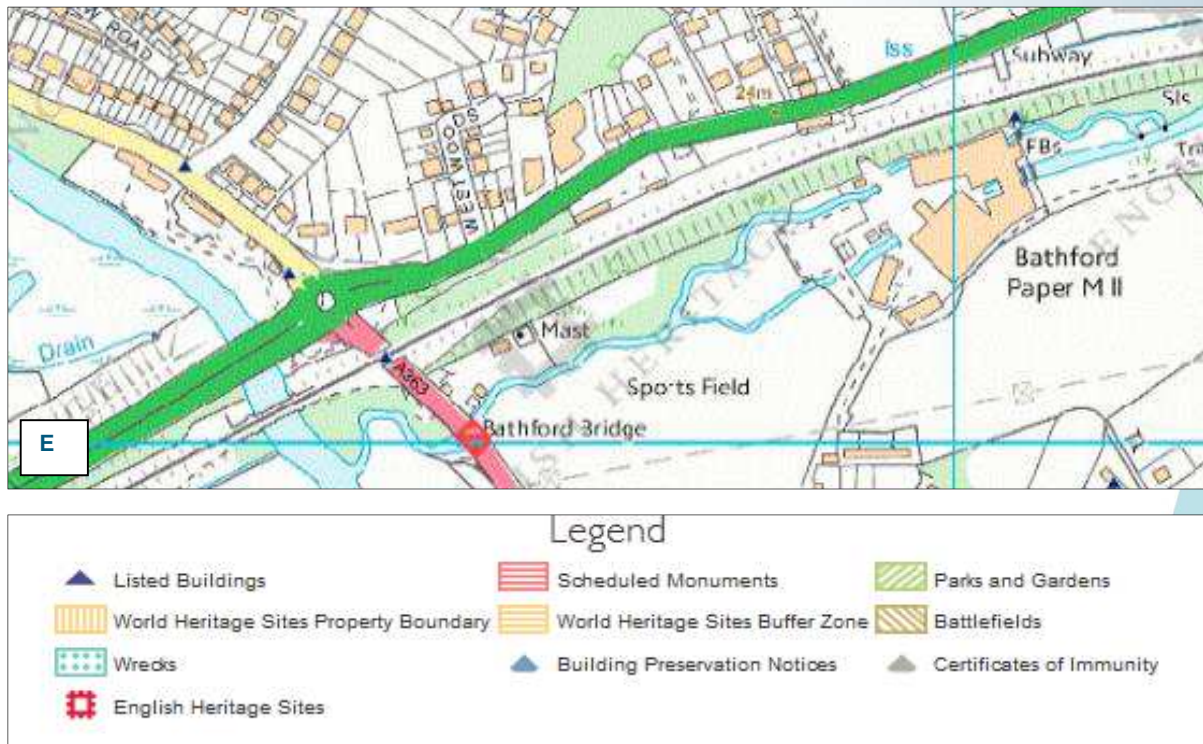 ROAD
iss
Subway
24m
Sls
FBs
WESTWOODS
Bathford
Paper Mill
Drain
Mast
A363
Sports Field
Bathford Bridge
E
HERITAGE
Legend
Listed Buildings
Scheduled Monuments
Parks and Gardens
World Heritage Sites Property Boundary
World Heritage Sites Buffer Zone
Battlefields
Wrecks
Building Preservation Notices
Certificates of Immunity
English Heritage Sites